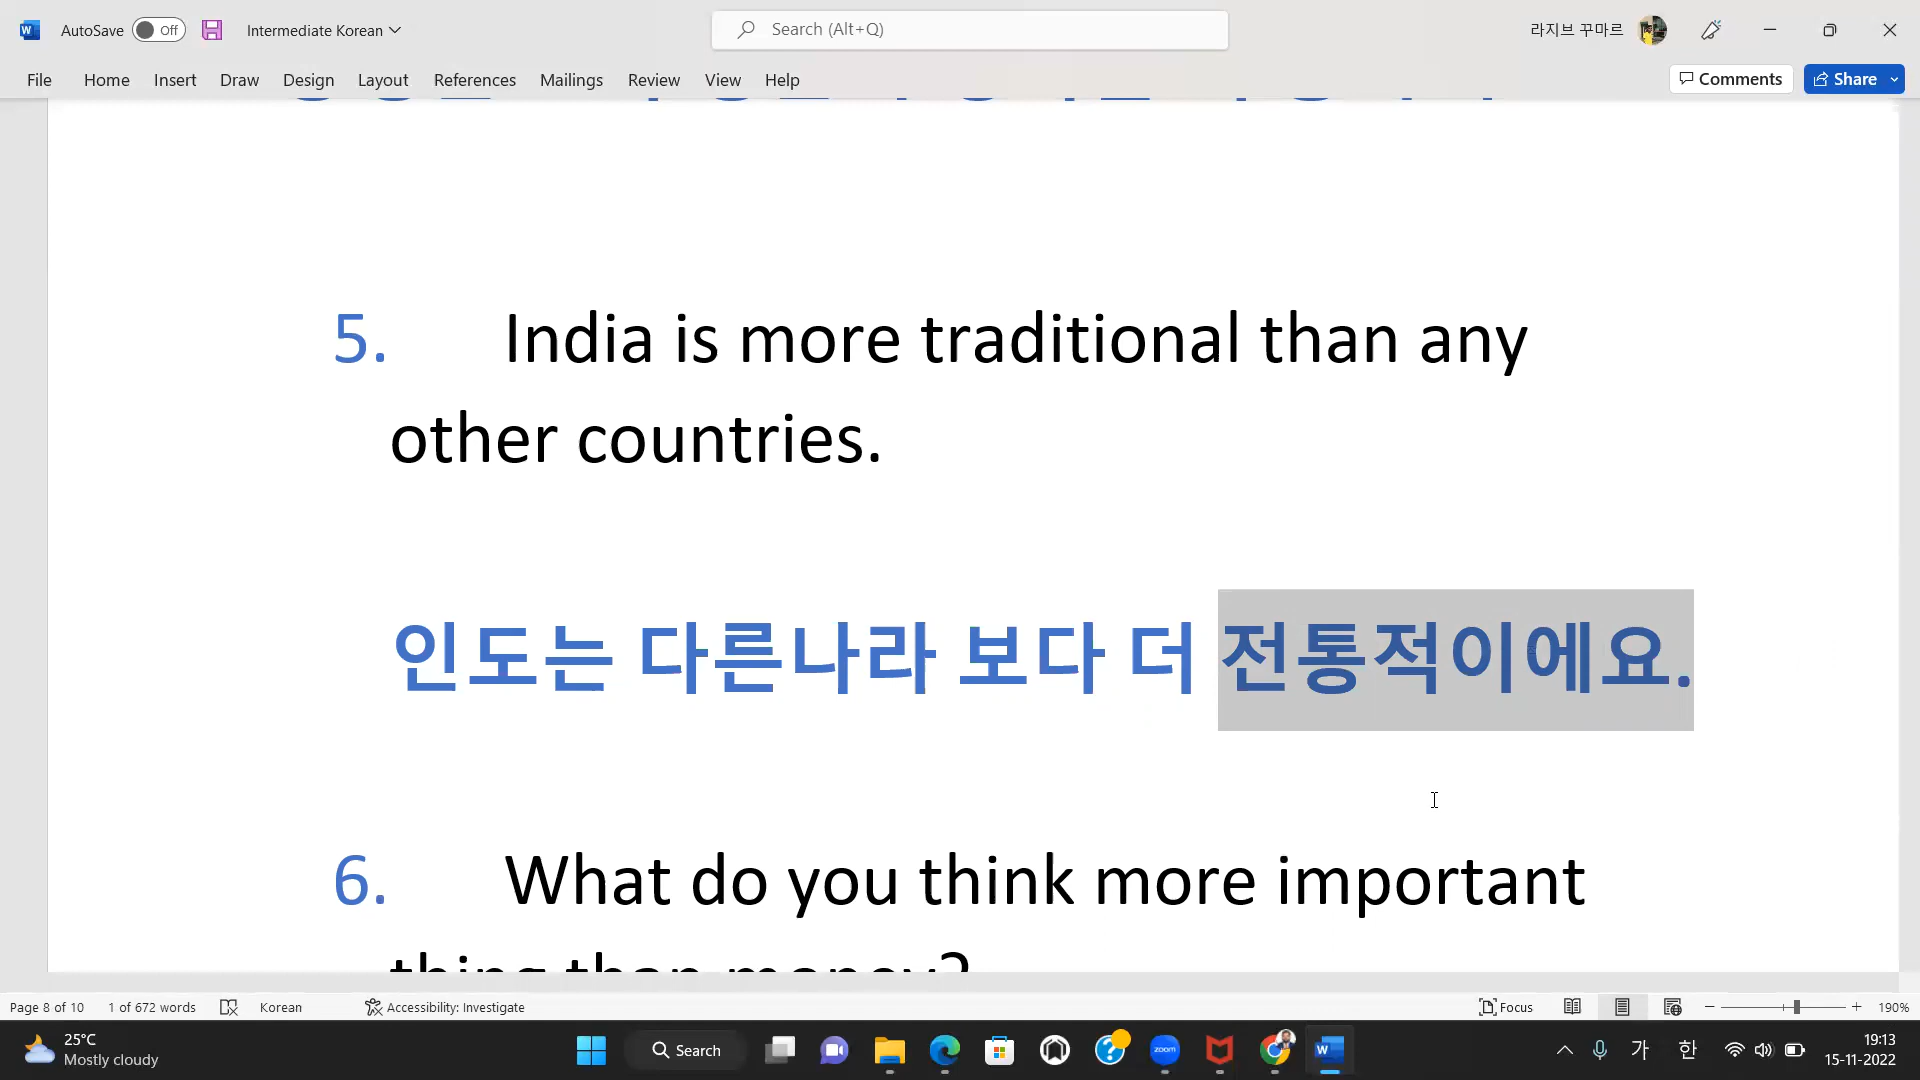 AutoSave Off Intermediate Korean Search (Alt+Q) 라지브 꾸마르
File Home Insert Draw Design Layout References Mailings Review View Help Comments Share
5. India is more traditional than any
other countries.
인도는 다른나라 보다 더 전통적이에요.
6. What do you think more important
thing than money?
Page 8 of 10 1 of 672 words Korean Accessibility: Investigate Focus 190%
25°C
Mostly cloudy
Search
zoom
가 한
19:13
15-11-2022